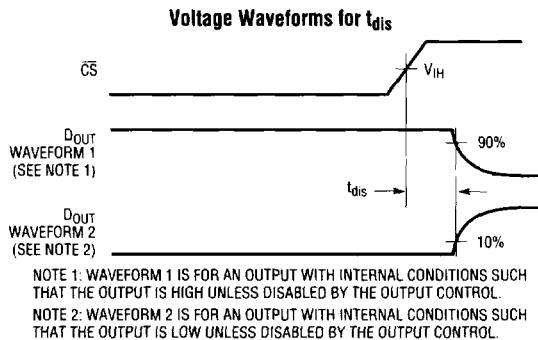 Voltage Waveforms for tdis
CS
VIH
DOUT
WAVEFORM 1
(SEE NOTE 1)
90%
tdis
DOUT
WAVEFORM 2
(SEE NOTE 2)
10%
NOTE 1: WAVEFORM 1 IS FOR AN OUTPUT WITH INTERNAL CONDITIONS SUCH
THAT THE OUTPUT IS HIGH UNLESS DISABLED BY THE OUTPUT CONTROL.
NOTE 2: WAVEFORM 2 IS FOR AN OUTPUT WITH INTERNAL CONDITIONS SUCH
THAT THE OUTPUT IS LOW UNLESS DISABLED BY THE OUTPUT CONTROL.